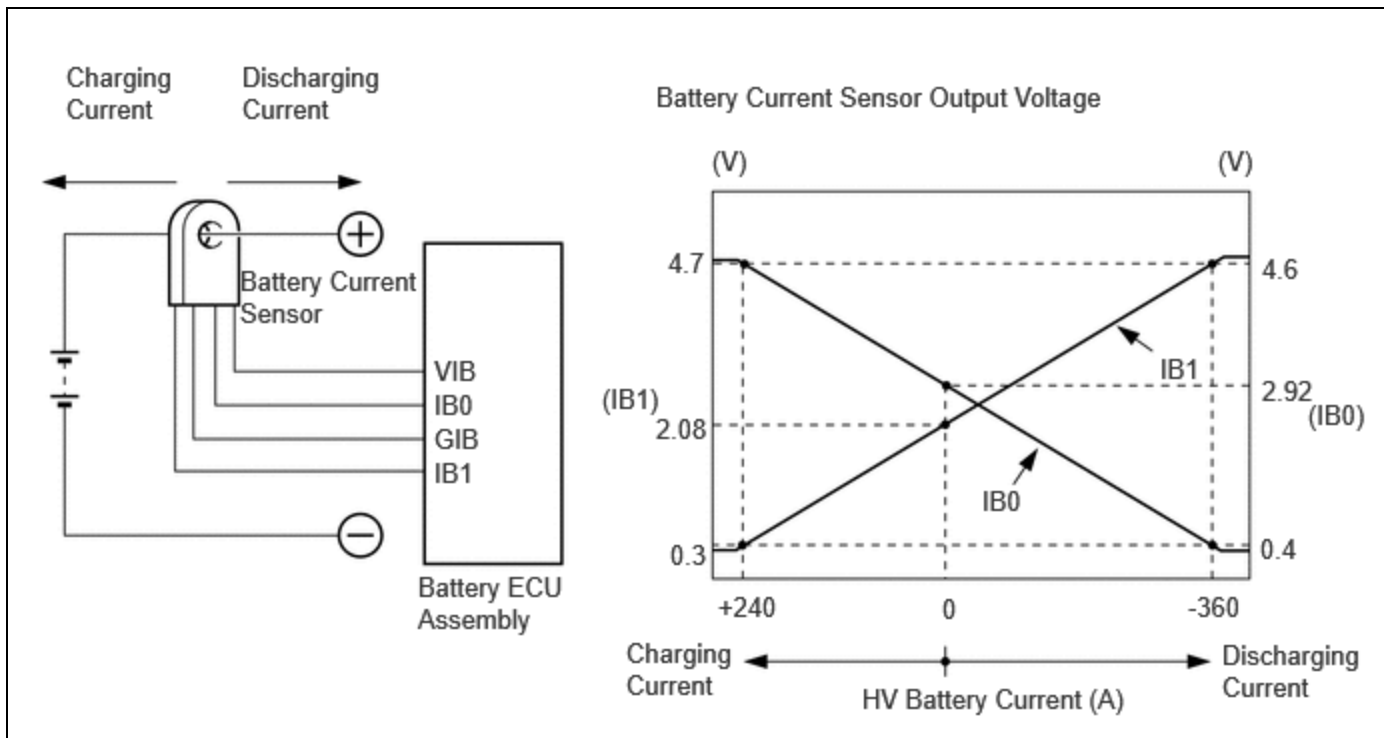 Charging
Current
Discharging
Current
Battery Current
Sensor
VIB
IB0
GIB
IB1
Battery ECU
Assembly
Battery Current Sensor Output Voltage
(V)
(V)
4.7
4.6
IB1
(IB1)
2.92
(IB0)
2.08
IB0
0.3
0.4
+240
0
-360
Charging
Current
HV Battery Current (A)
Discharging
Current